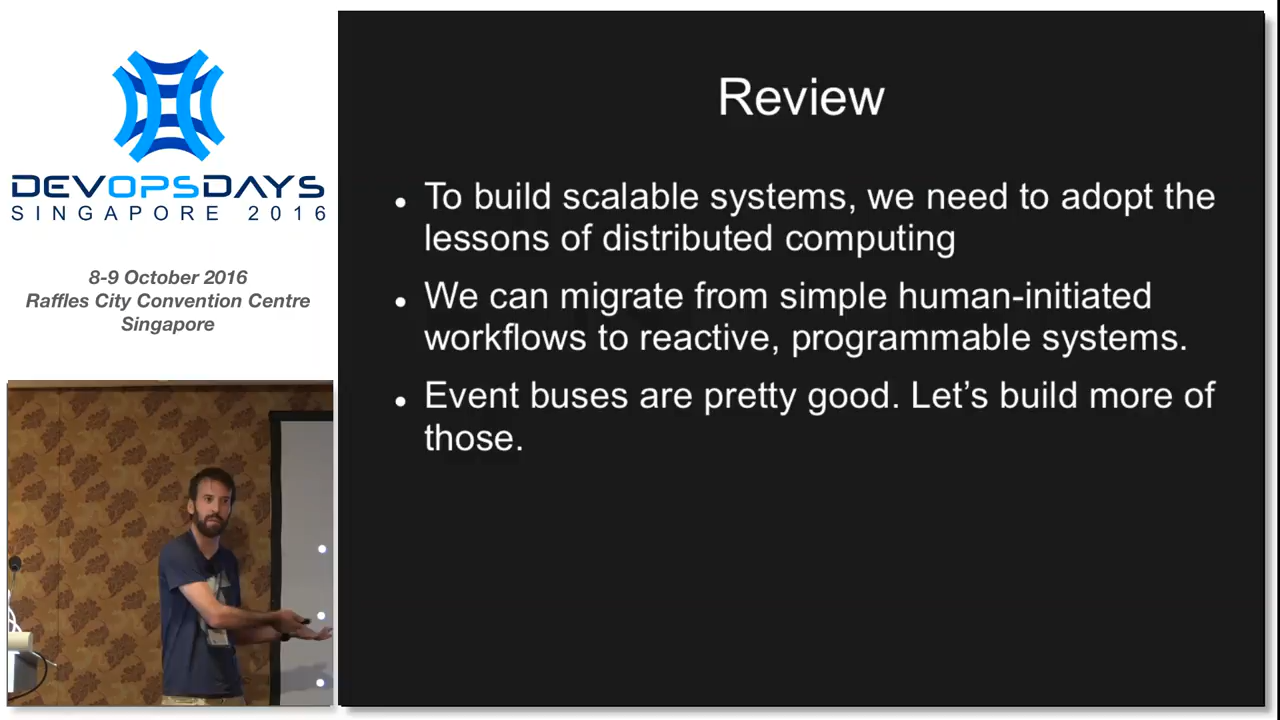 DEVOPSDAYS
SINGAPORE 2016
8-9 October 2016
Raffles City Convention Centre
Singapore
Review
• To build scalable systems, we need to adopt the
lessons of distributed computing
• We can migrate from simple human-initiated
workflows to reactive, programmable systems.
• Event buses are pretty good. Let’s build more of
those.